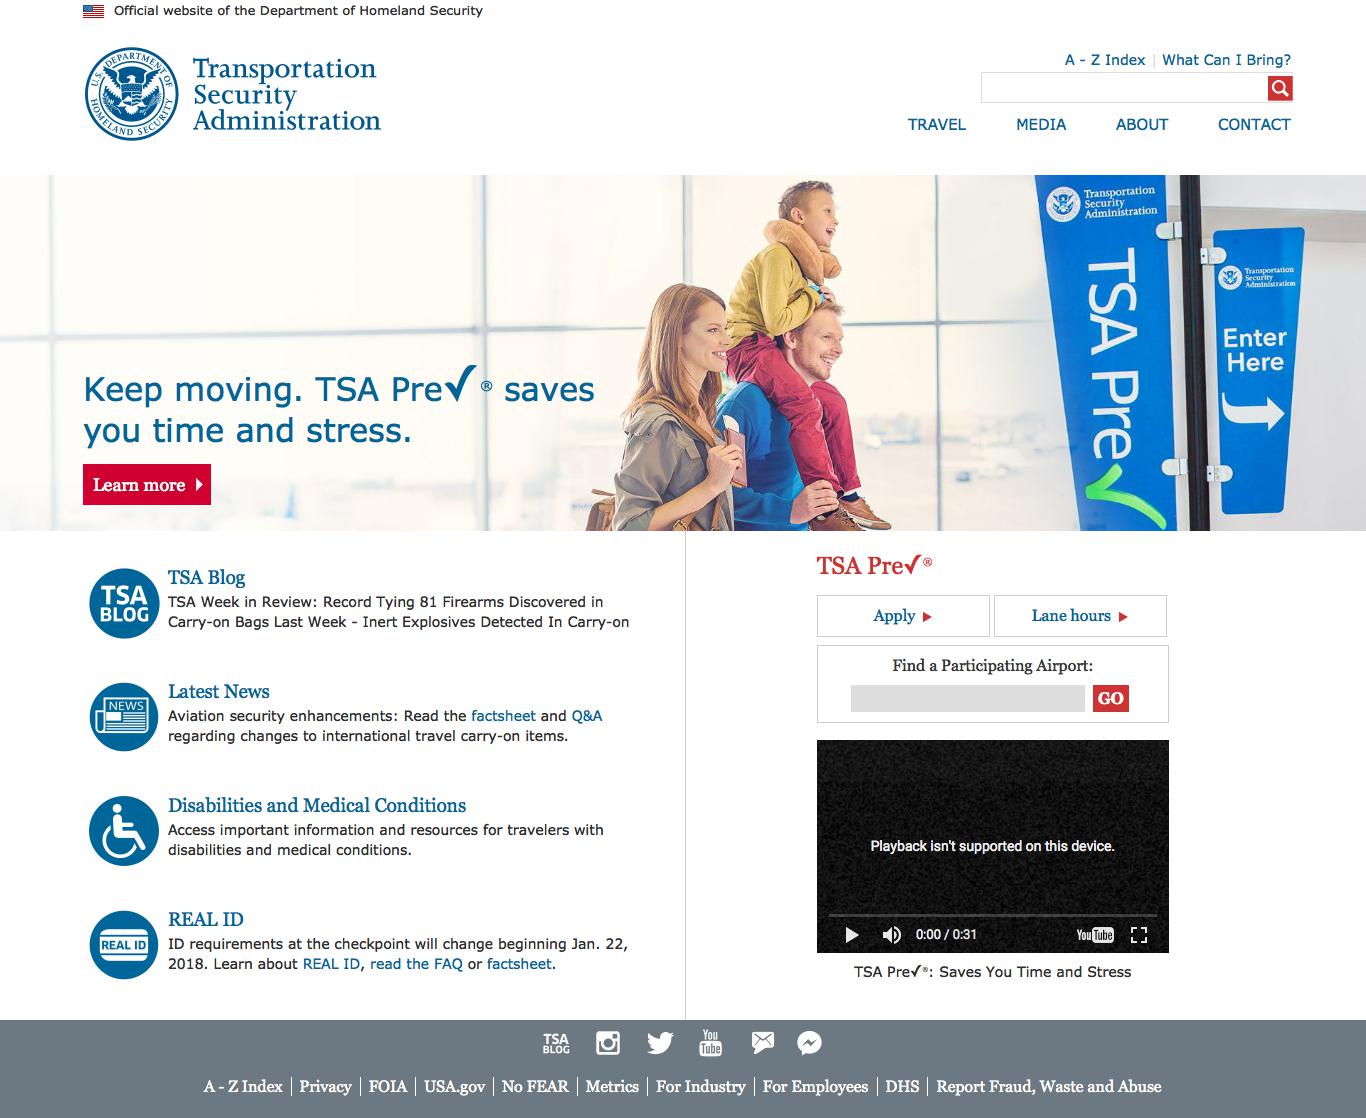 Official website of the Department of Homeland Security
U.S. DEPARTMENT OF
HOMELAND SECURITY
Transportation
Security
Administration
A - Z Index | What Can I Bring?
TRAVEL MEDIA ABOUT CONTACT
Transportation
Security
Administration
TSA Pre✓
Transportation
Security
Administration
Enter
Here
Keep moving. TSA Pre✓® saves
you time and stress.
Learn more
TSA
BLOG
TSA Blog
TSA Week in Review: Record Tying 81 Firearms Discovered in
Carry-on Bags Last Week - Inert Explosives Detected In Carry-on
NEWS
Latest News
Aviation security enhancements: Read the factsheet and Q&A
regarding changes to international travel carry-on items.
Disabilities and Medical Conditions
Access important information and resources for travelers with
disabilities and medical conditions.
REAL ID
REAL ID
ID requirements at the checkpoint will change beginning Jan. 22,
2018. Learn about REAL ID, read the FAQ or factsheet.
TSA Pre✓®
Apply
Lane hours
Find a Participating Airport:
GO
Playback isn't supported on this device.
0:00 / 0:31
YouTube
TSA Pre✓®: Saves You Time and Stress
TSA
BLOG
You
Tube
A - Z Index | Privacy | FOIA | USA.gov | No FEAR | Metrics | For Industry | For Employees | DHS | Report Fraud, Waste and Abuse